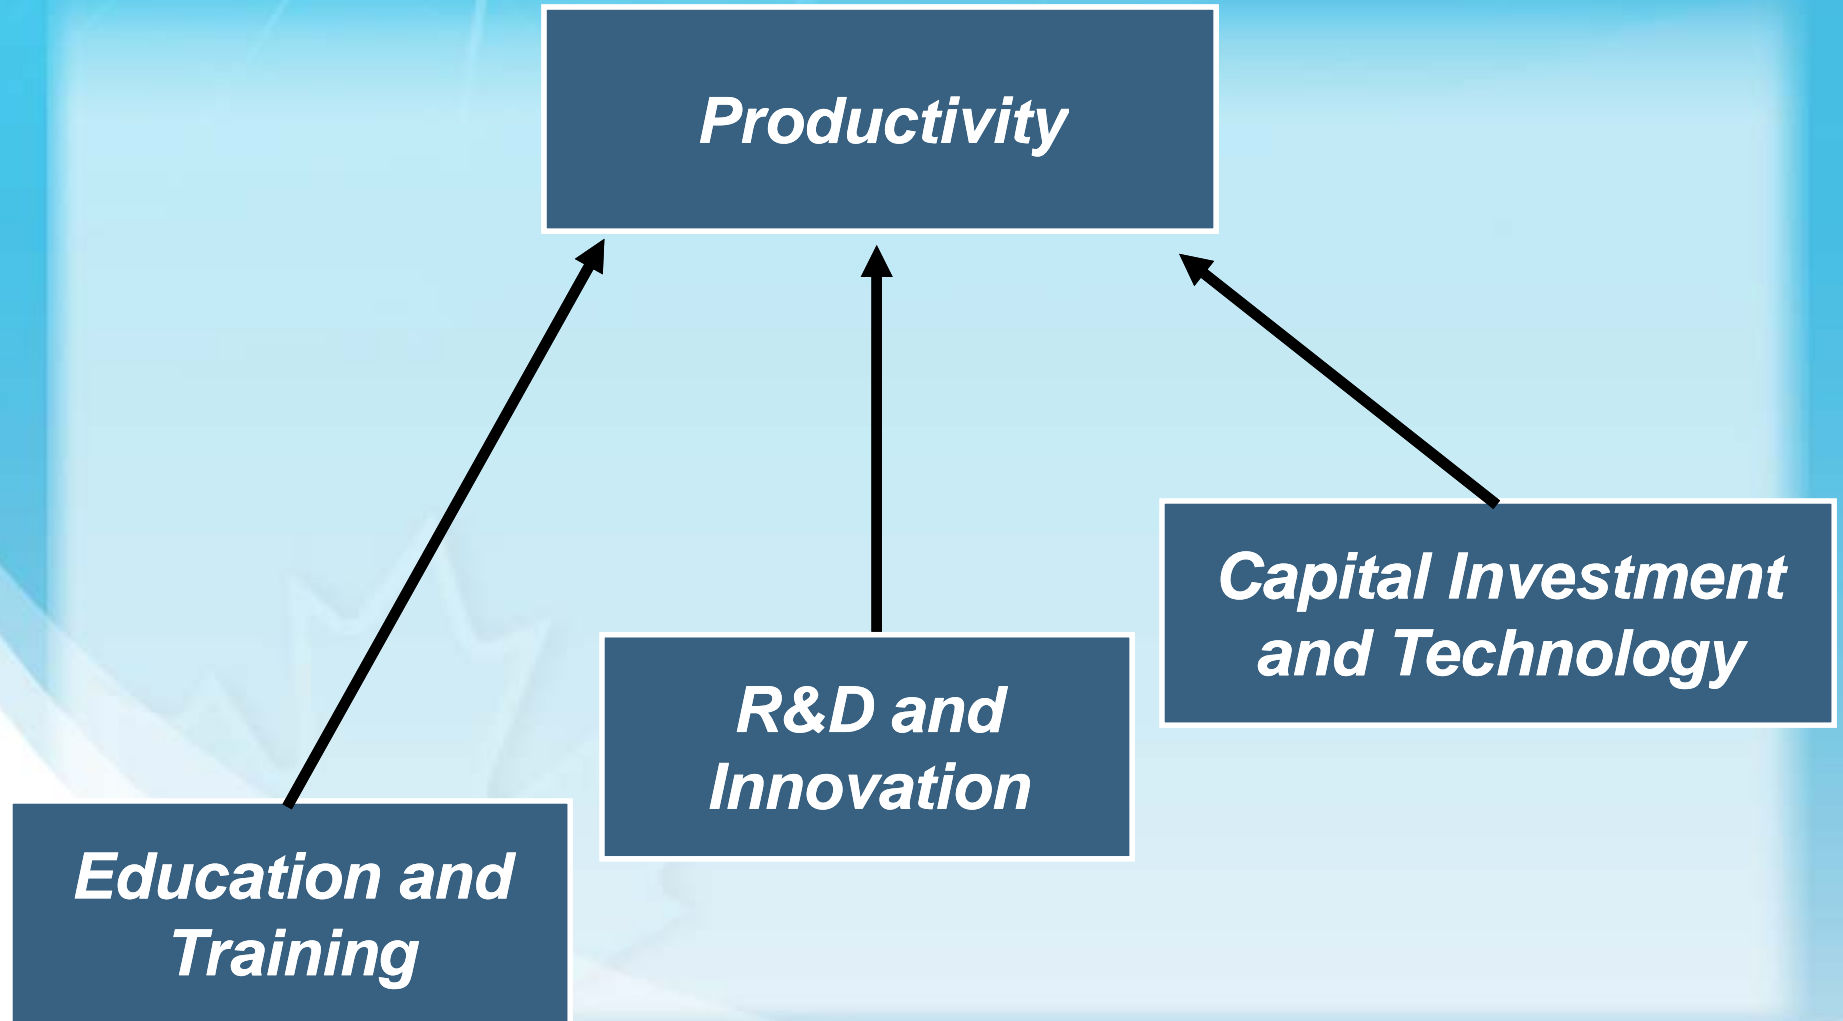 Productivity
Capital Investment
and Technology
R&D and
Innovation
Education and
Training